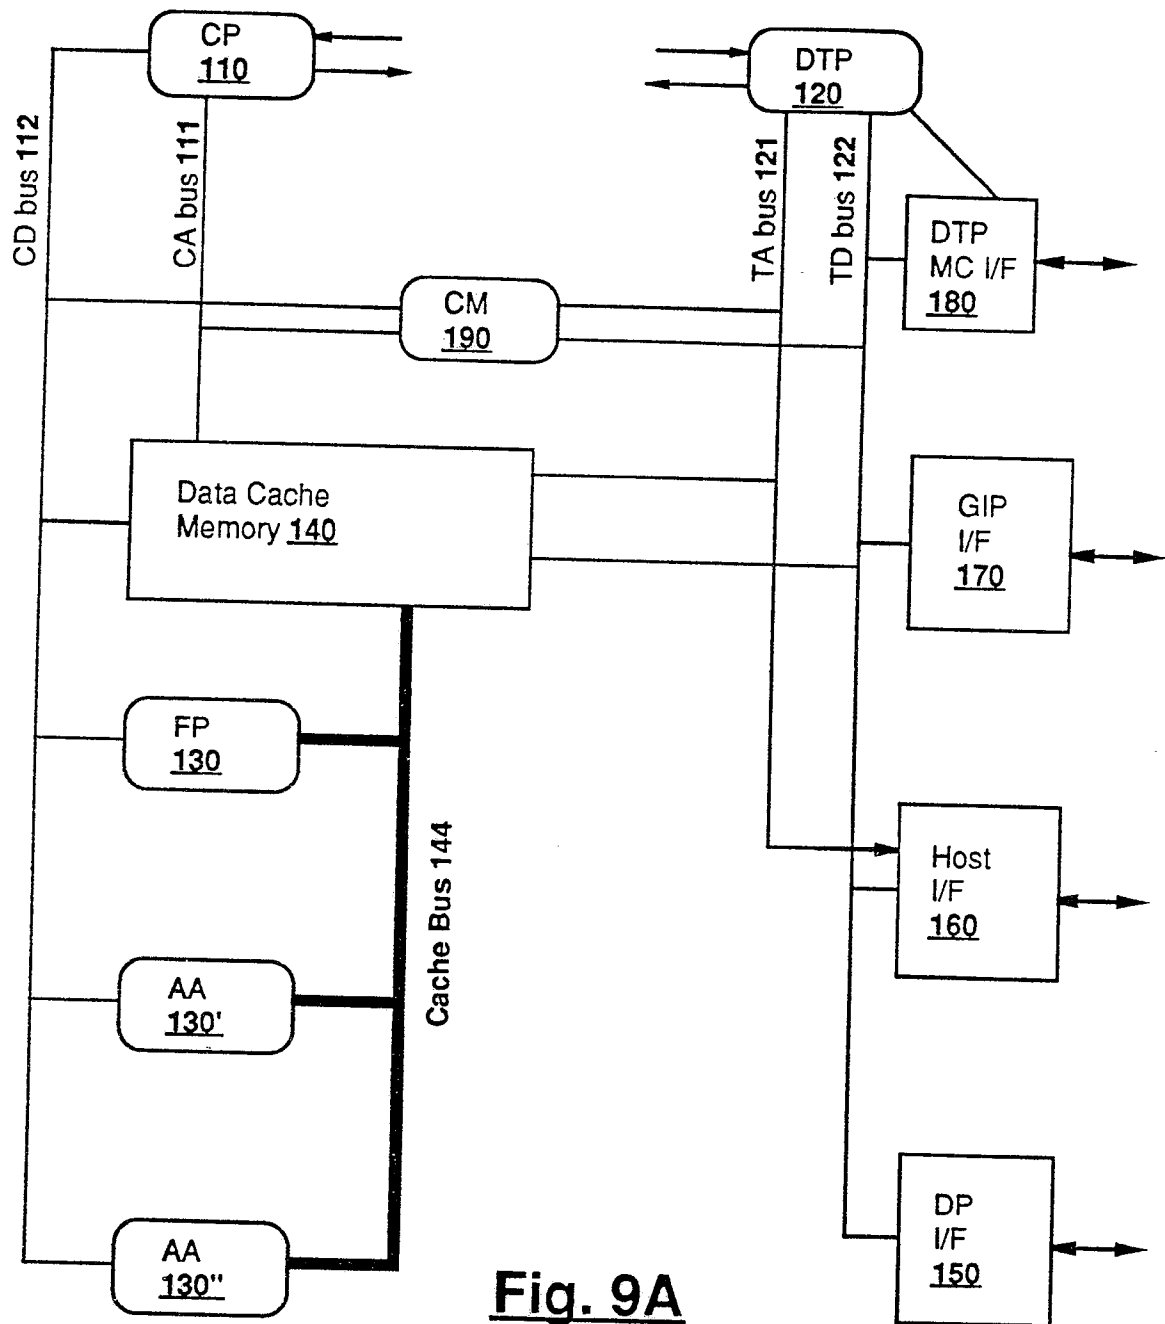 CP
110
DTP
120
CD bus 112
CA bus 111
TA bus 121
TD bus 122
DTP
MC I/F
180
CM
190
Data Cache
Memory 140
GIP
I/F
170
FP
130
Cache Bus 144
Host
I/F
160
AA
130'
AA
130"
DP
I/F
150
Fig. 9A